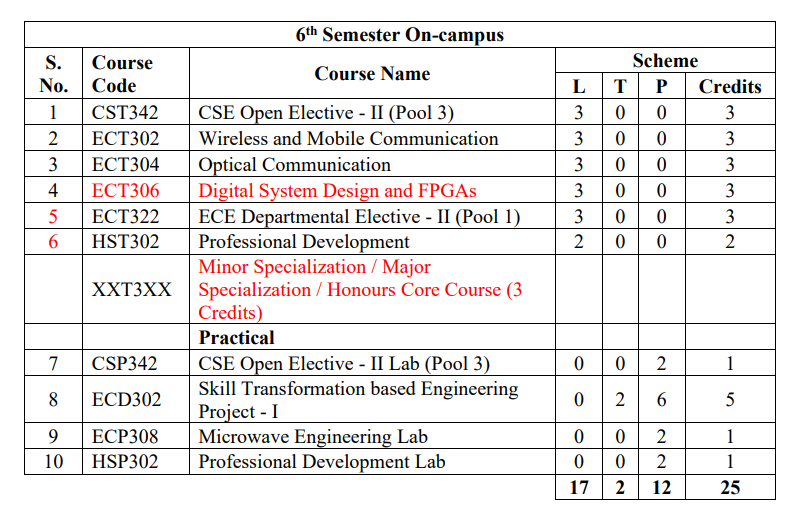 6th Semester On-campus
S. No. Course Code Course Name Scheme
L T P Credits
1 CST342 CSE Open Elective - II (Pool 3) 3 0 0 3
2 ECT302 Wireless and Mobile Communication 3 0 0 3
3 ECT304 Optical Communication 3 0 0 3
4 ECT306 Digital System Design and FPGAs 3 0 0 3
5 ECT322 ECE Departmental Elective - II (Pool 1) 3 0 0 3
6 HST302 Professional Development 2 0 0 2
XXT3XX Minor Specialization / Major
Specialization / Honours Core Course (3
Credits)
Practical
7 CSP342 CSE Open Elective - II Lab (Pool 3) 0 0 2 1
8 ECD302 Skill Transformation based Engineering
Project - I 0 2 6 5
9 ECP308 Microwave Engineering Lab 0 0 2 1
10 HSP302 Professional Development Lab 0 0 2 1
17 2 12 25